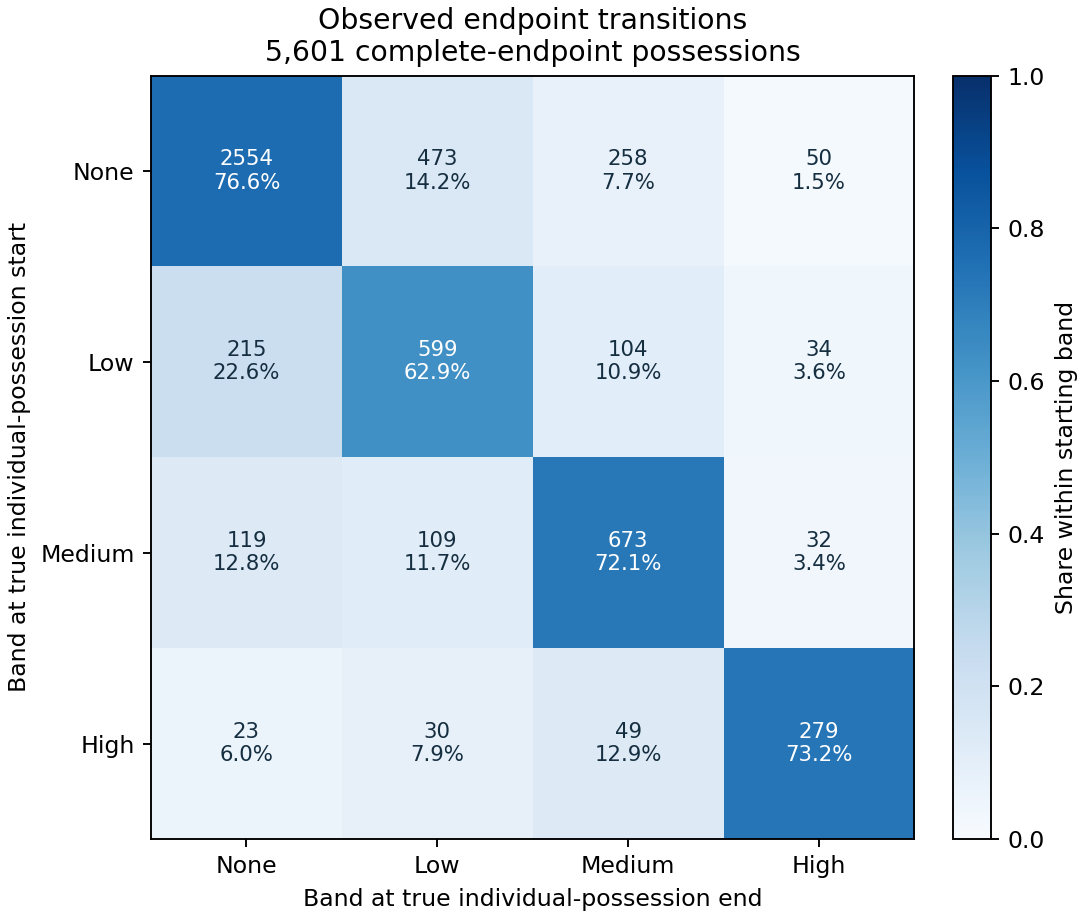 Observed endpoint transitions
5,601 complete-endpoint possessions
Band at true individual-possession start
None
Low
Medium
High
2554
76.6%
473
14.2%
258
7.7%
50
1.5%
215
22.6%
599
62.9%
104
10.9%
34
3.6%
119
12.8%
109
11.7%
673
72.1%
32
3.4%
23
6.0%
30
7.9%
49
12.9%
279
73.2%
None
Low
Medium
High
Band at true individual-possession end
1.0
0.8
0.6
0.4
0.2
0.0
Share within starting band